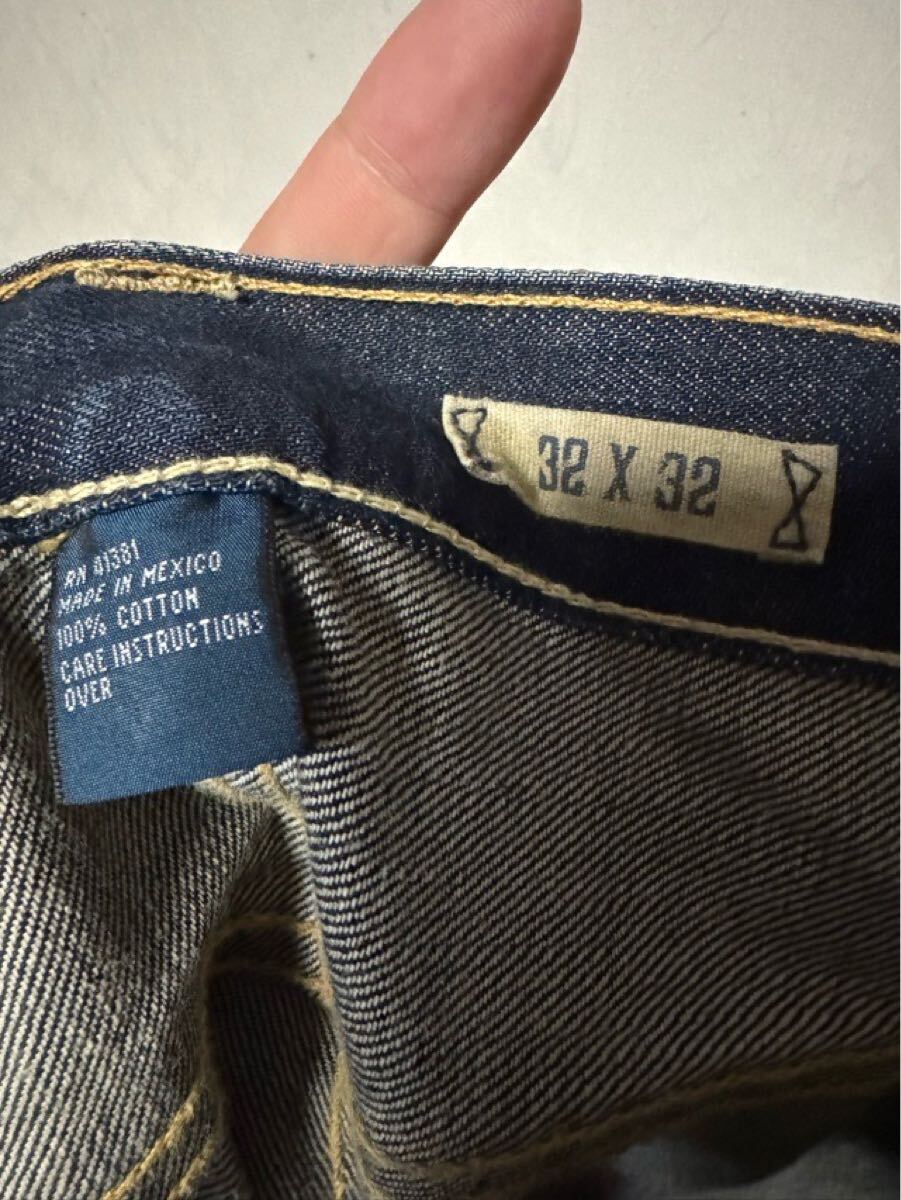 32 X 32
RN 41381
MADE IN MEXICO
100% COTTON
CARE INSTRUCTIONS
OVER